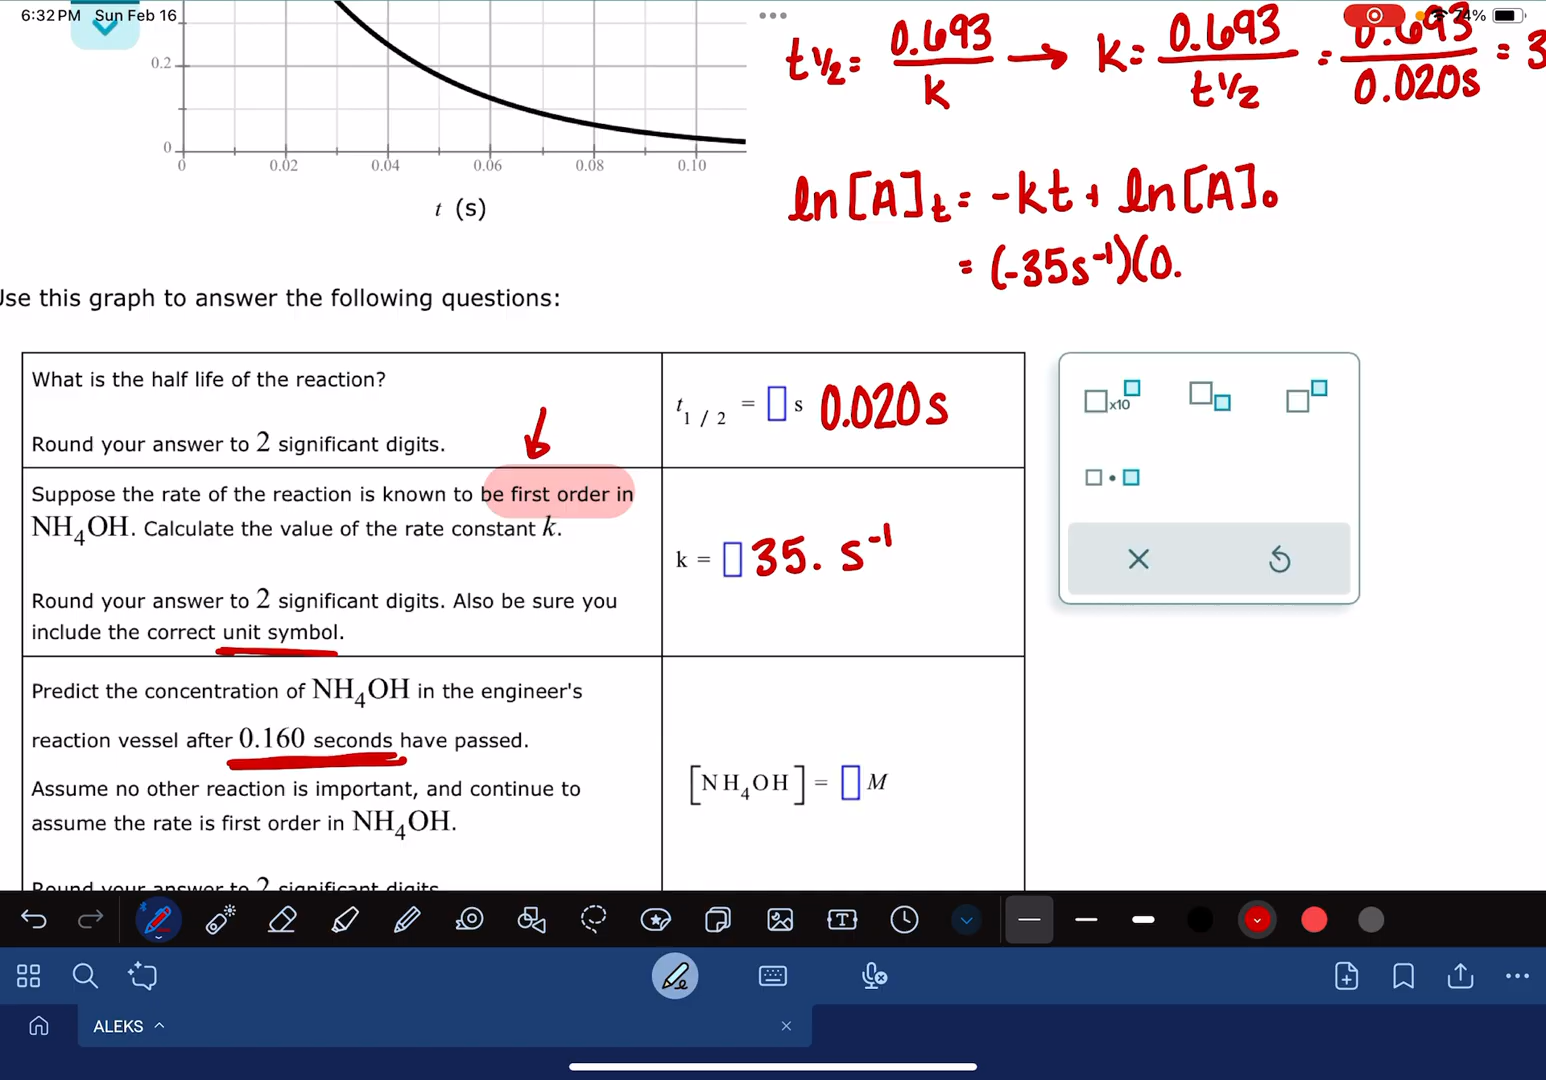 6:32 PM Sun Feb 16
74%
t½ = 0.693 / k → k = 0.693 / t½ = 0.693 / 0.020s = 3
0.2
0
0 0.02 0.04 0.06 0.08 0.10
t (s)
ln[A]t = -kt + ln[A]₀
= (-35s⁻¹)(0.
Use this graph to answer the following questions:
What is the half life of the reaction?
Round your answer to 2 significant digits.
t 1 / 2 = s 0.020s
Suppose the rate of the reaction is known to be first order in
NH₄OH. Calculate the value of the rate constant k.
Round your answer to 2 significant digits. Also be sure you
include the correct unit symbol.
k = 35. s⁻¹
Predict the concentration of NH₄OH in the engineer's
reaction vessel after 0.160 seconds have passed.
Assume no other reaction is important, and continue to
assume the rate is first order in NH₄OH.
Round your answer to 2 significant digits.
[NH₄OH] = M
x10
ALEKS